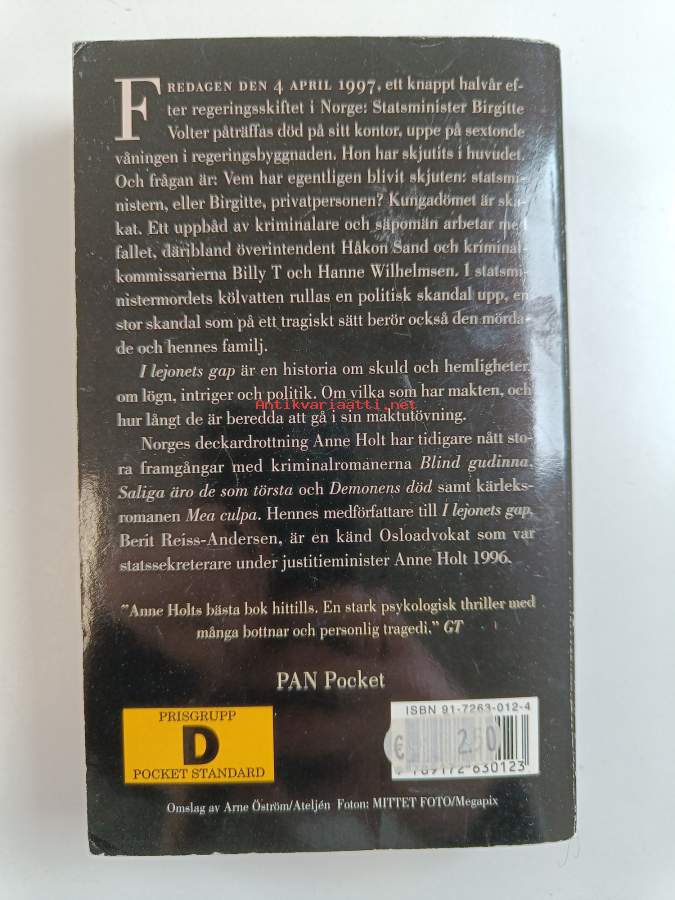 FREDAGEN DEN 4 APRIL 1997, ett knappt halvår ef-
ter regeringsskiftet i Norge: Statsminister Birgitte
Volter påträffas död på sitt kontor, uppe på sextonde
våningen i regeringsbyggnaden. Hon har skjutits i huvudet.
Och frågan är: Vem har egentligen blivit skjuten: statsmi-
nistern, eller Birgitte, privatpersonen? Kungadömet är ska-
kat. Ett uppbåd av kriminalare och säpomän arbetar med
fallet, däribland överintendent Håkon Sand och kriminal-
kommissarierna Billy T och Hanne Wilhelmsen. I statsmi-
nistermordets kölvatten rullas en politisk skandal upp, en
stor skandal som på ett tragiskt sätt berör också den mörda-
de och hennes familj.
I lejonets gap är en historia om skuld och hemligheter,
om lögn, intriger och politik. Om vilka som har makten, och
Antikvariaatti.net
hur långt de är beredda att gå i sin maktutövning.
Norges deckardrottning Anne Holt har tidigare nått sto-
ra framgångar med kriminalromanerna Blind gudinna,
Saliga äro de som törsta och Demonens död samt kärleks-
romanen Mea culpa. Hennes medförfattare till I lejonets gap,
Berit Reiss-Andersen, är en känd Osloadvokat som var
statssekreterare under justitieminister Anne Holt 1996.
"Anne Holts bästa bok hittills. En stark psykologisk thriller med
många bottnar och personlig tragedi." GT
PAN Pocket
PRISGRUPP
D
POCKET STANDARD
ISBN 91-7263-012-4
€ 2.50
9 789172 630123
Omslag av Arne Öström/Ateljén Foton: MITTET FOTO/Megapix